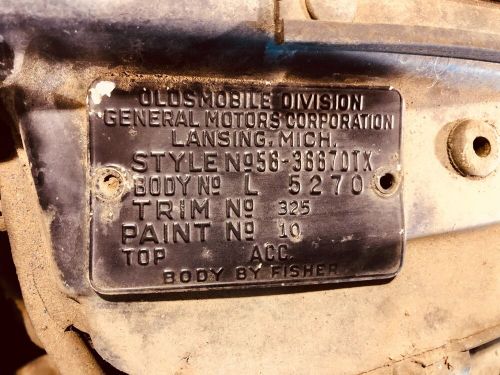 OLDSMOBILE DIVISION
GENERAL MOTORS CORPORATION
LANSING, MICH.
STYLE Nº 58-3667DTX
BODY Nº L 5270
TRIM Nº 325
PAINT Nº 10
TOP ACC.
BODY BY FISHER